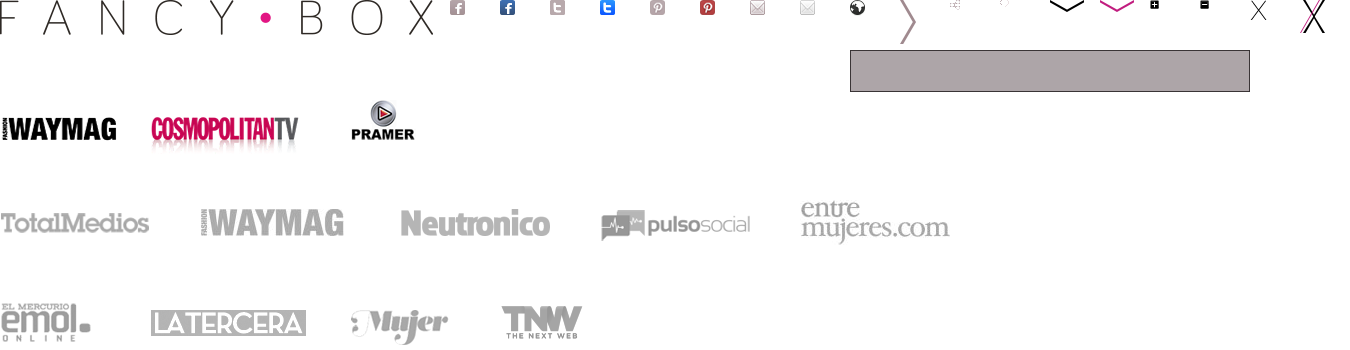 FANCY·BOX
FASHION WAYMAG COSMOPOLITANTV PRAMER
TotalMedios FASHION WAYMAG Neutronico pulsosocial entre mujeres.com
EL MERCURIO emol. ONLINE LATERCERA Mujer TNW THE NEXT WEB